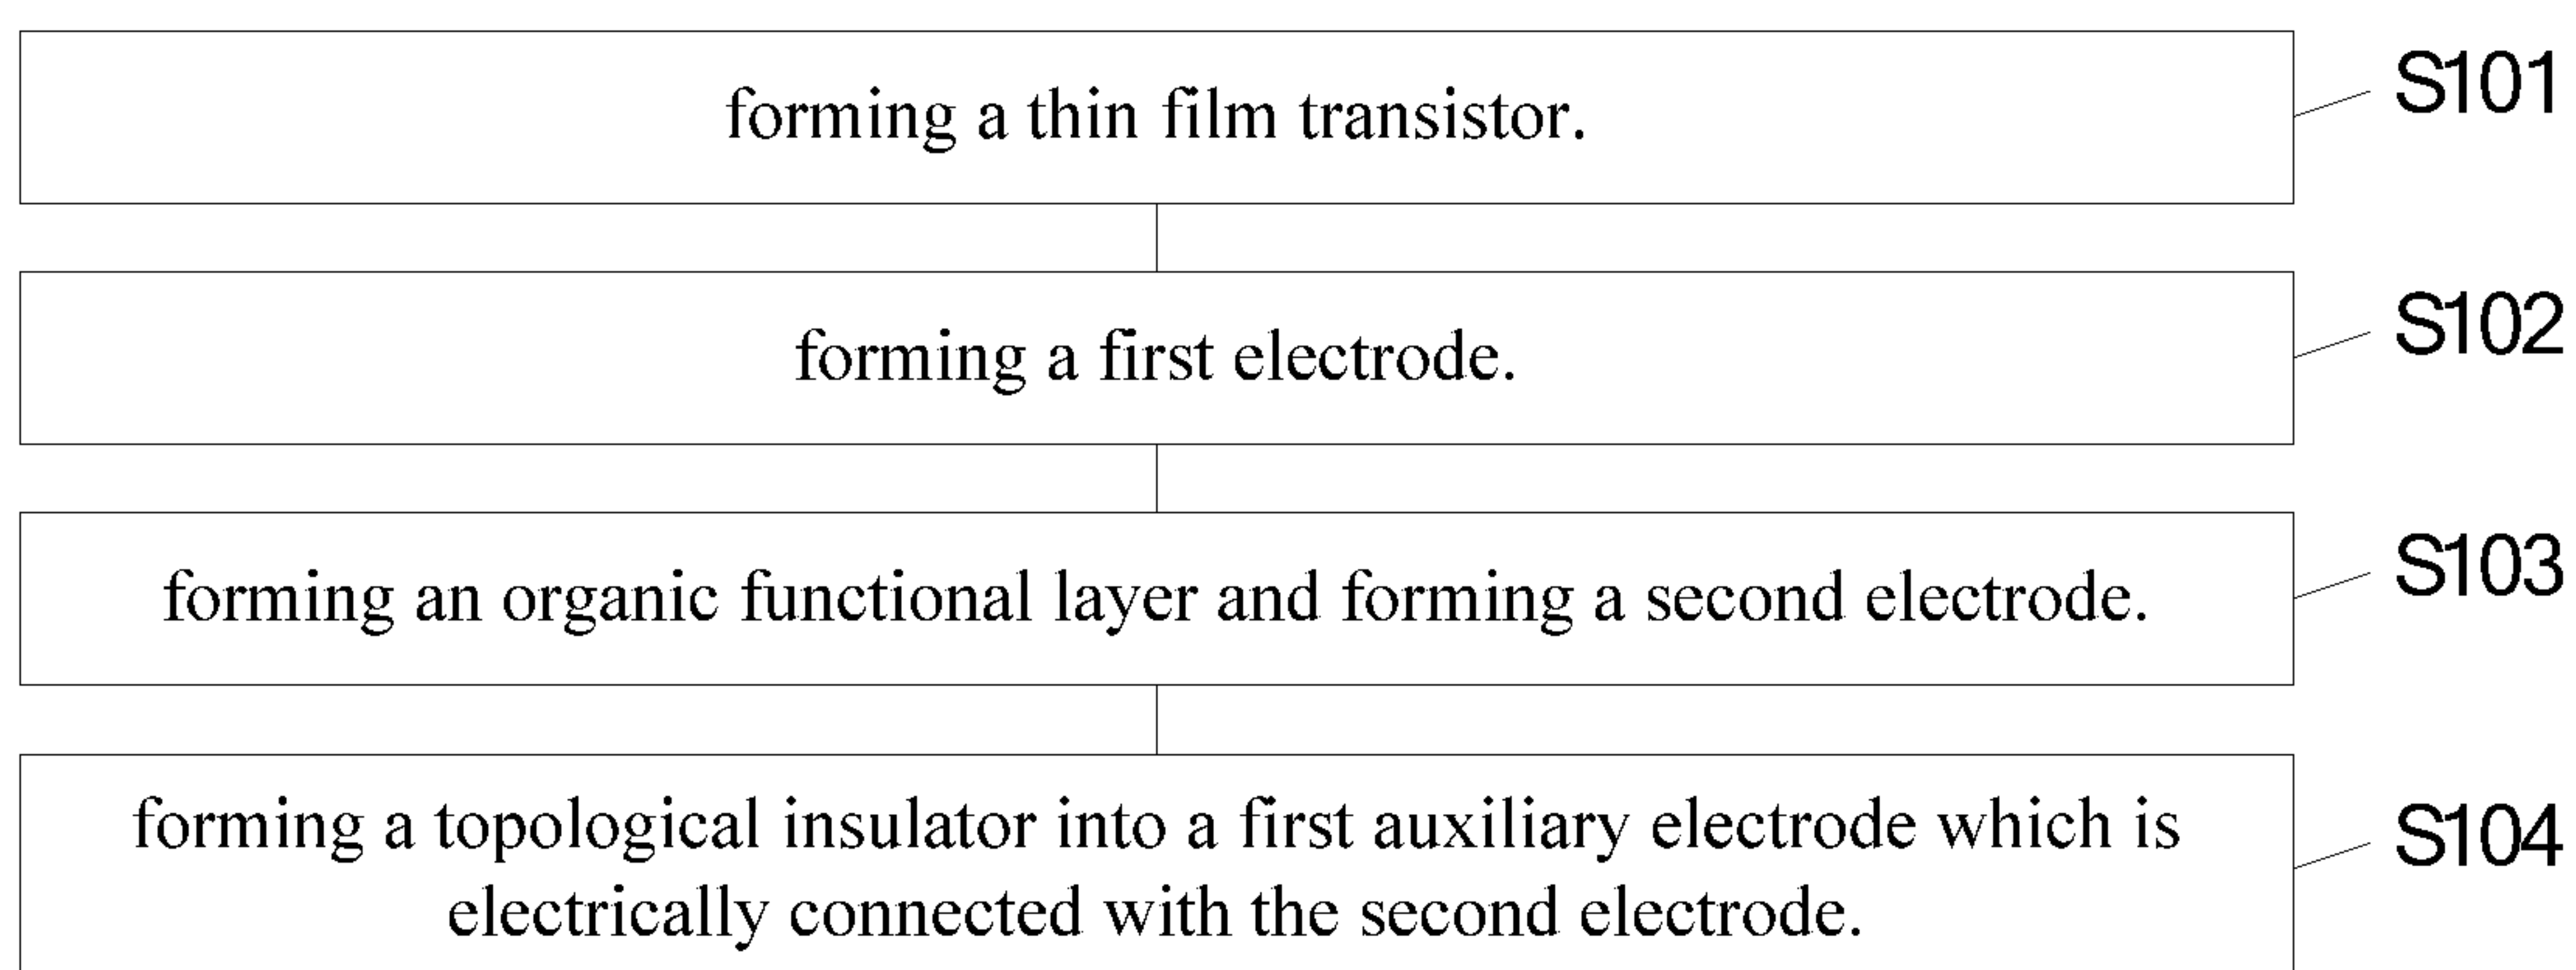 forming a thin film transistor.
S101
forming a first electrode.
S102
forming an organic functional layer and forming a second electrode.
S103
forming a topological insulator into a first auxiliary electrode which is
electrically connected with the second electrode.
S104